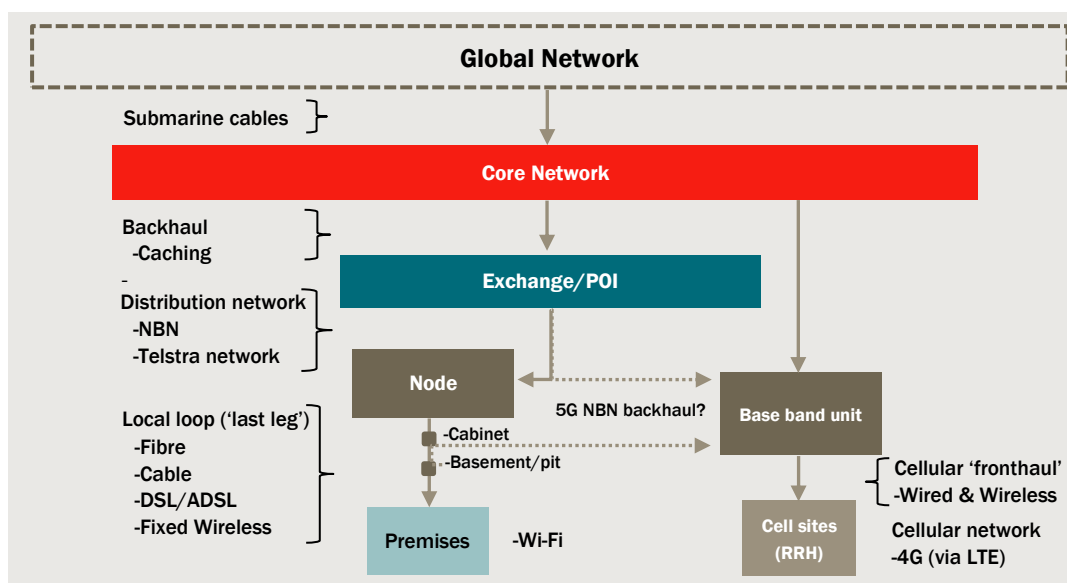 Global Network
Submarine cables
Core Network
Backhaul
-Caching
-
Exchange/POI
Distribution network
-NBN
-Telstra network
Node
5G NBN backhaul?
Base band unit
Local loop (‘last leg’)
-Fibre
-Cable
-DSL/ADSL
-Fixed Wireless
-Cabinet
-Basement/pit
Cellular ‘fronthaul’
-Wired & Wireless
Premises
-Wi-Fi
Cell sites
(RRH)
Cellular network
-4G (via LTE)